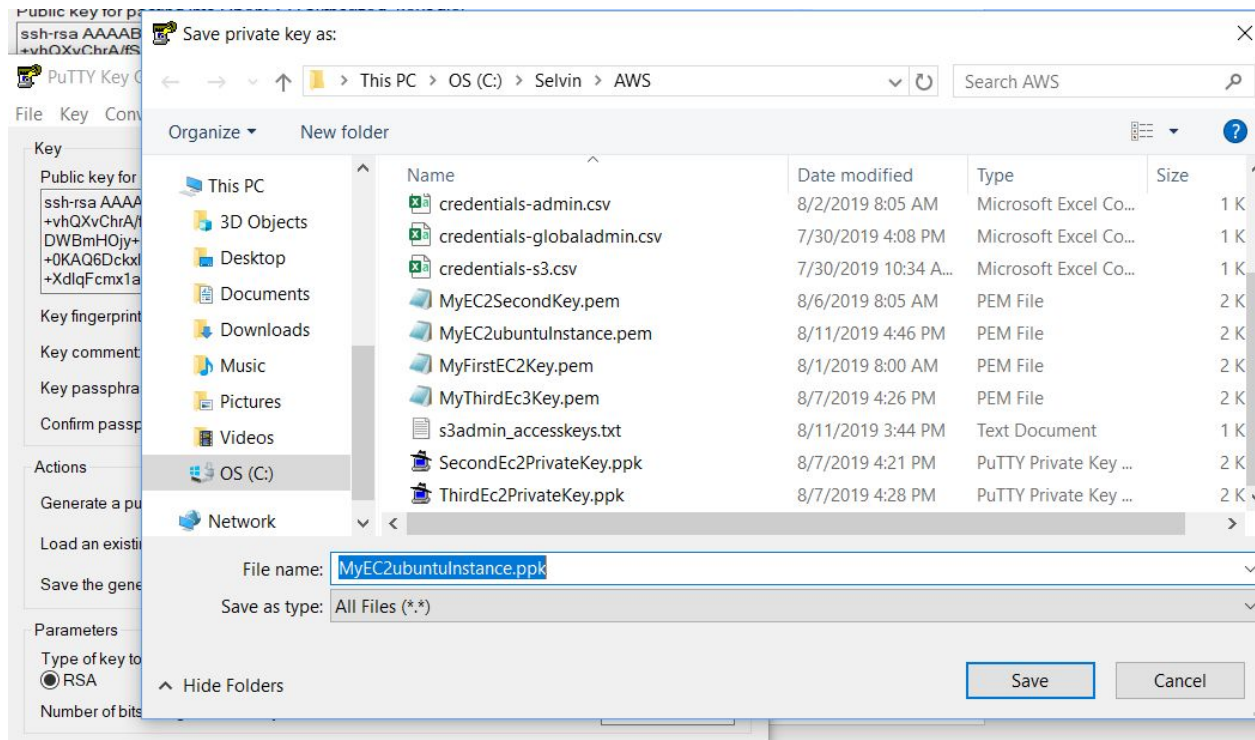 Public key for pasting into OpenSSH authorized_keys file:
ssh-rsa AAAAB
+vhQXvChrA/fS
Save private key as:
PuTTY Key G
This PC > OS (C:) > Selvin > AWS
Search AWS
File Key Conv
Organize New folder
Key
Public key for
ssh-rsa AAAA
+vhQXvChrA/f
DWBmHOjy+
+0KAQ6Dckxl
+XdlqFcmx1a
Key fingerprint
Key comment:
Key passphra
Confirm passp
Actions
Generate a pu
Load an existi
Save the gene
Parameters
Type of key to
RSA
Number of bits
This PC
3D Objects
Desktop
Documents
Downloads
Music
Pictures
Videos
OS (C:)
Network
Name Date modified Type Size
credentials-admin.csv 8/2/2019 8:05 AM Microsoft Excel Co... 1 K
credentials-globaladmin.csv 7/30/2019 4:08 PM Microsoft Excel Co... 1 K
credentials-s3.csv 7/30/2019 10:34 A... Microsoft Excel Co... 1 K
MyEC2SecondKey.pem 8/6/2019 8:05 AM PEM File 2 K
MyEC2ubuntuInstance.pem 8/11/2019 4:46 PM PEM File 2 K
MyFirstEC2Key.pem 8/1/2019 8:00 AM PEM File 2 K
MyThirdEc3Key.pem 8/7/2019 4:26 PM PEM File 2 K
s3admin_accesskeys.txt 8/11/2019 3:44 PM Text Document 1 K
SecondEc2PrivateKey.ppk 8/7/2019 4:21 PM PuTTY Private Key ... 2 K
ThirdEc2PrivateKey.ppk 8/7/2019 4:28 PM PuTTY Private Key ... 2 K
File name: MyEC2ubuntuInstance.ppk
Save as type: All Files (*.*)
Hide Folders
Save Cancel